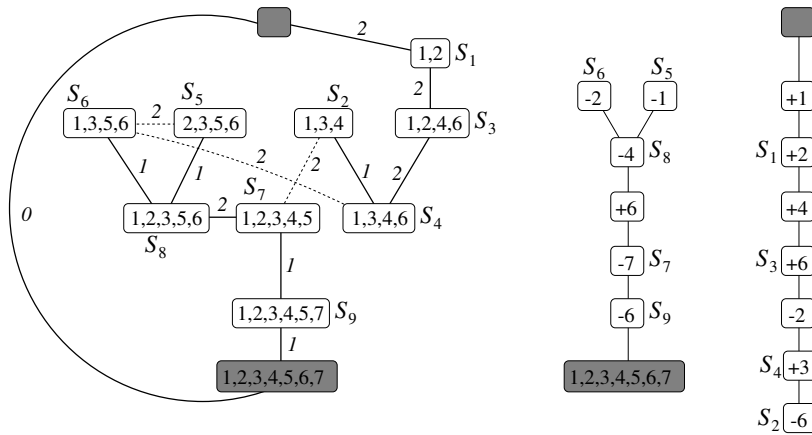 2
1,2 S1
2
S6 S5 S2
1,3,5,6 2 2,3,5,6 1,3,4 1,2,4,6 S3
1 1 2 2 1 2
0
S7
1,2,3,5,6 2 1,2,3,4,5 1,3,4,6 S4
S8
1
1,2,3,4,5,7 S9
1
1,2,3,4,5,6,7
S6 S5
-2 -1
-4 S8
+6
-7 S7
-6 S9
1,2,3,4,5,6,7
+1
S1 +2
+4
S3 +6
-2
S4 +3
S2 -6